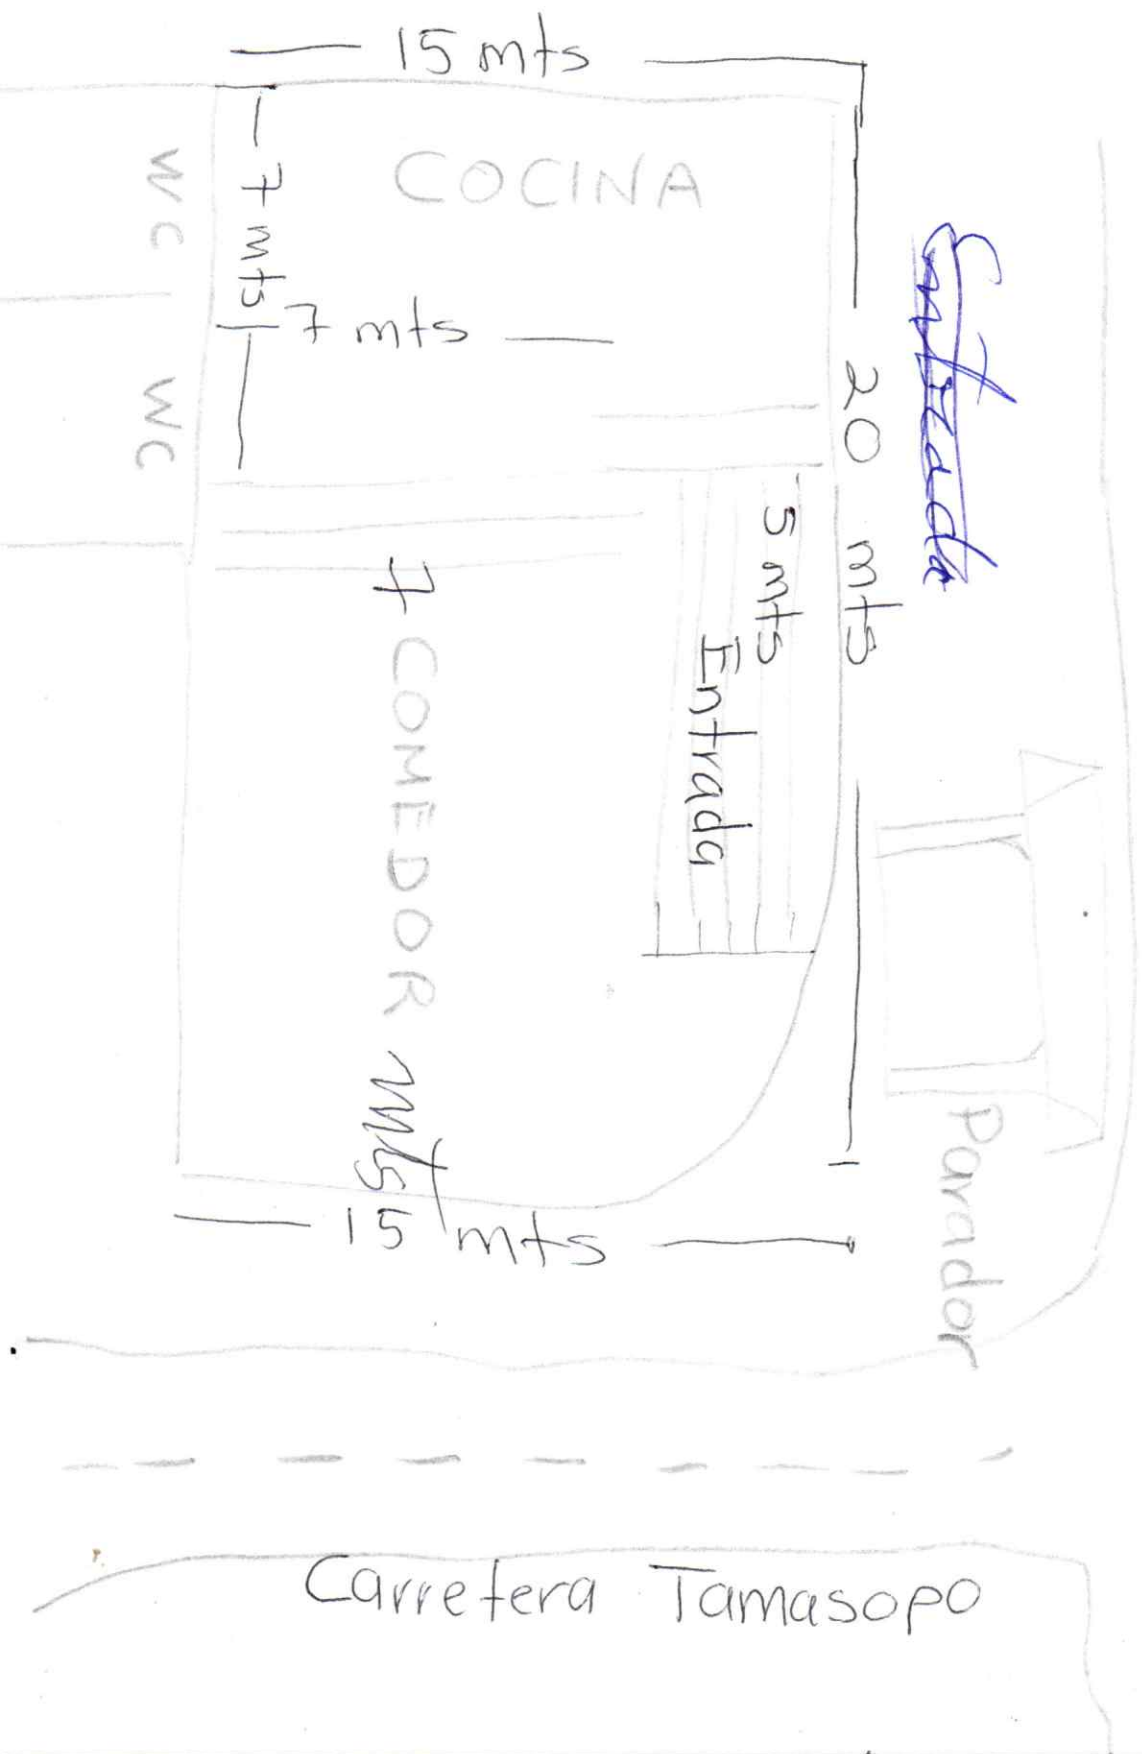 15 mts
COCINA
WC
7 mts
7 mts
WC
20 mts
Entrada
5 mts
Entrada
7 COMEDOR mts
15 mts
Parador
Carretera Tamasopo